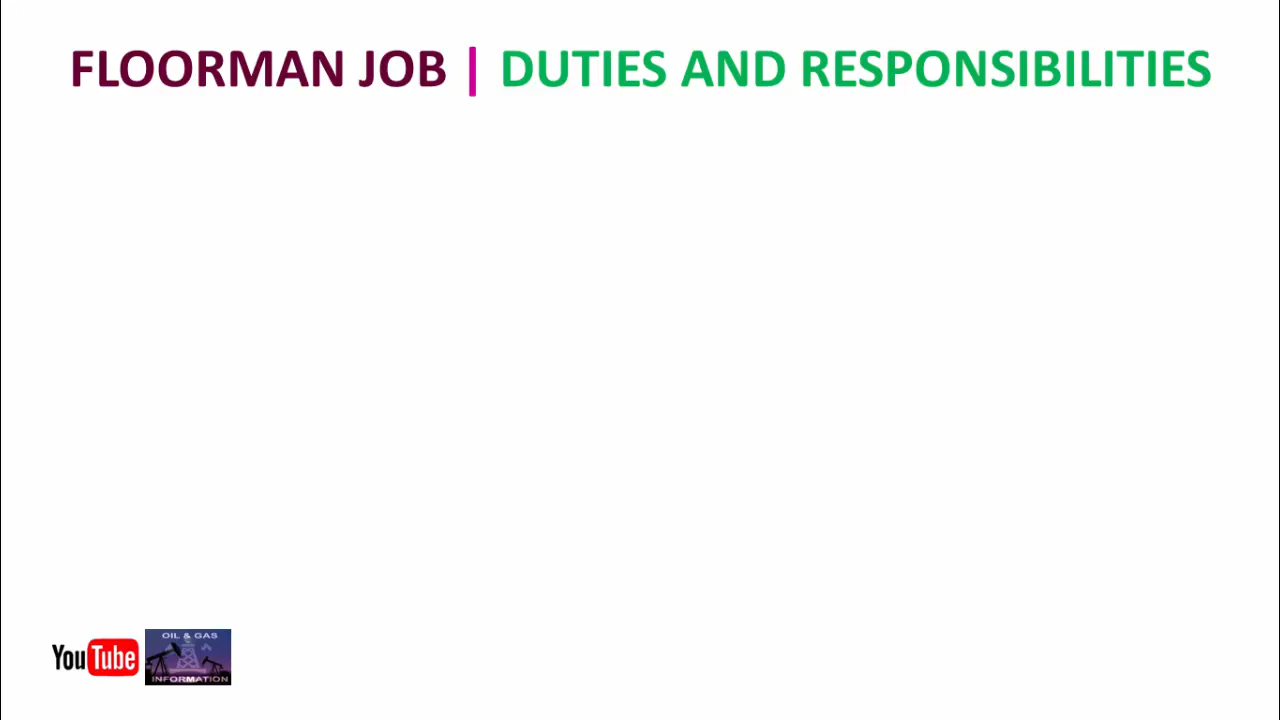 FLOORMAN JOB | DUTIES AND RESPONSIBILITIES
YouTube
OIL & GAS
INFORMATION